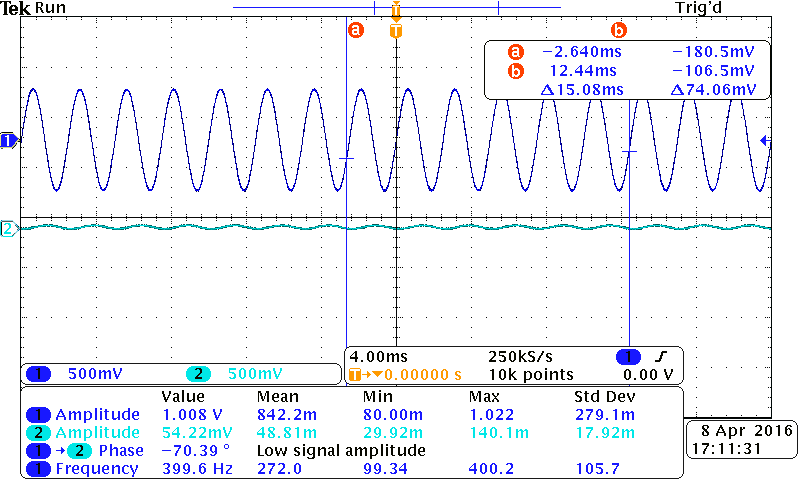 Tek Run Trig'd
T
a b
T
a −2.640ms −180.5mV
b 12.44ms −106.5mV
Δ15.08ms Δ74.06mV
1
2
1 500mV 2 500mV
4.00ms 250kS/s 1
T→▼0.00000 s 10k points 0.00 V
Value Mean Min Max Std Dev
1 Amplitude 1.008 V 842.2m 80.00m 1.022 279.1m
2 Amplitude 54.22mV 48.81m 29.92m 140.1m 17.92m
1 → 2 Phase −70.39 ° Low signal amplitude
1 Frequency 399.6 Hz 272.0 99.34 400.2 105.7
8 Apr 2016
17:11:31